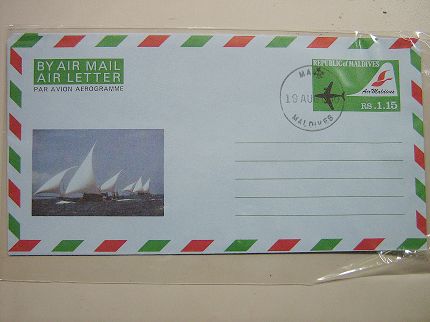 BY AIR MAIL
AIR LETTER
PAR AVION AEROGRAMME
REPUBLIC of MALDIVES
Air Maldives
RS. 1.15
19 AU
MALDIVES